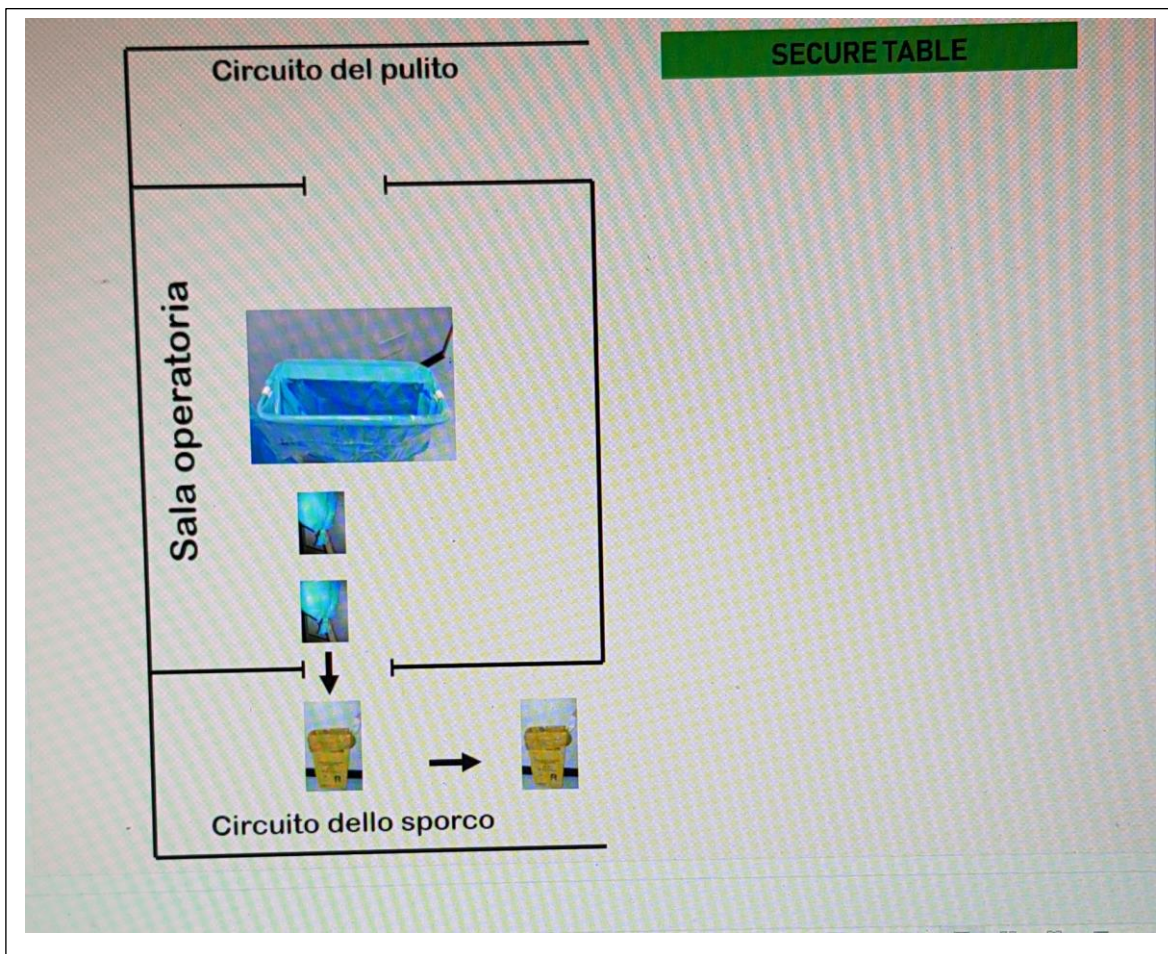 Circuito del pulito
SECURE TABLE
Sala operatoria
Circuito dello sporco